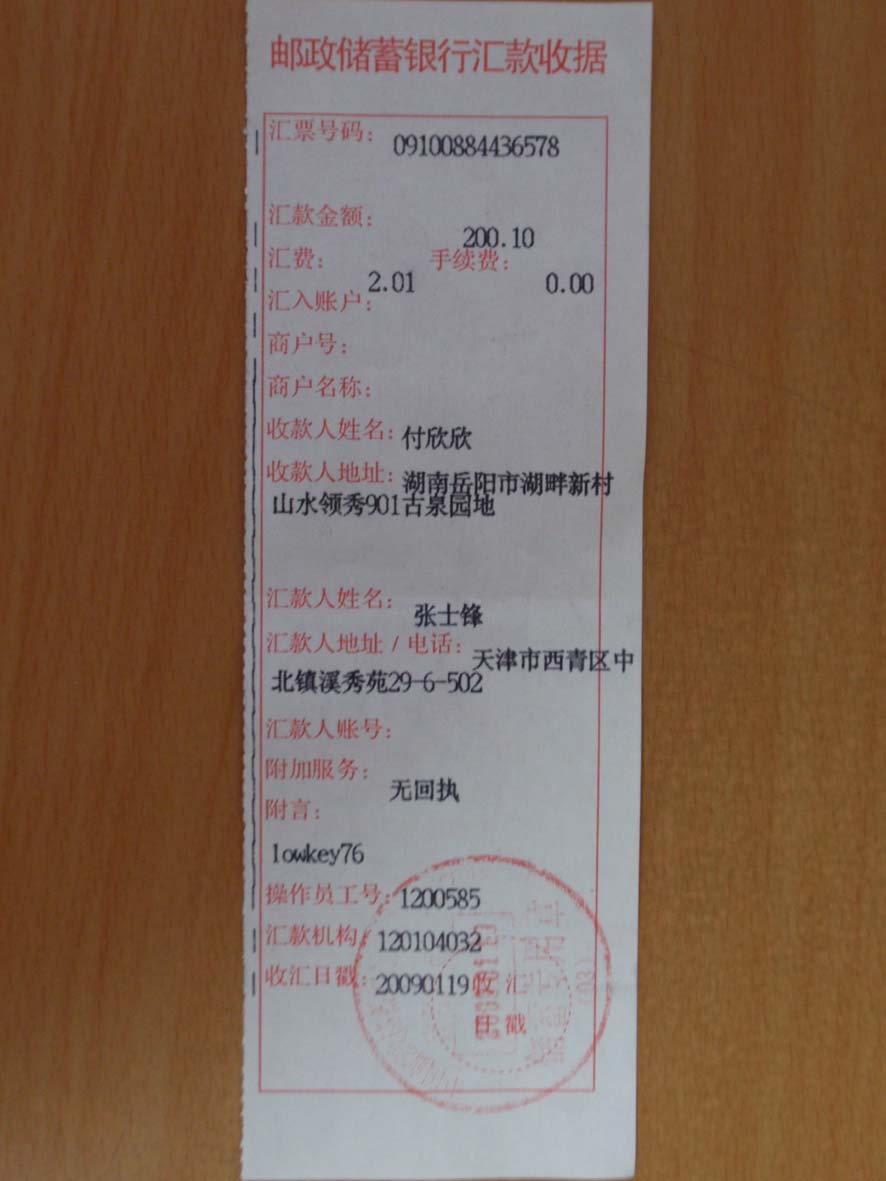 邮政储蓄银行汇款收据
汇票号码: 09100884436578
汇款金额: 200.10
汇费: 2.01 手续费: 0.00
汇入账户:
商户号:
商户名称:
收款人姓名: 付欣欣
收款人地址: 湖南岳阳市湖畔新村
山水领秀901古泉园地
汇款人姓名: 张士锋
汇款人地址/电话: 天津市西青区中
北镇溪秀苑29-6-502
汇款人账号:
附加服务: 无回执
附言:
lowkey76
操作员工号: 1200585
汇款机构: 120104032
收汇日戳: 20090119 收汇
日戳